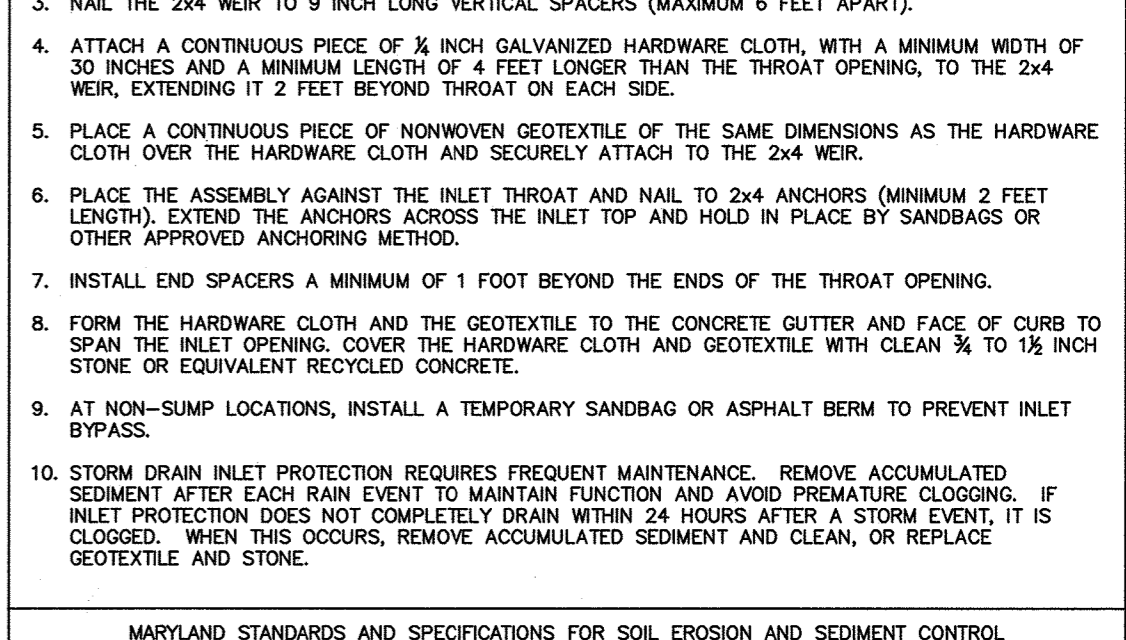 3. NAIL THE 2x4 WEIR TO 9 INCH LONG VERTICAL SPACERS (MAXIMUM 6 FEET APART).
4. ATTACH A CONTINUOUS PIECE OF ¼ INCH GALVANIZED HARDWARE CLOTH, WITH A MINIMUM WIDTH OF
30 INCHES AND A MINIMUM LENGTH OF 4 FEET LONGER THAN THE THROAT OPENING, TO THE 2x4
WEIR, EXTENDING IT 2 FEET BEYOND THROAT ON EACH SIDE.
5. PLACE A CONTINUOUS PIECE OF NONWOVEN GEOTEXTILE OF THE SAME DIMENSIONS AS THE HARDWARE
CLOTH OVER THE HARDWARE CLOTH AND SECURELY ATTACH TO THE 2x4 WEIR.
6. PLACE THE ASSEMBLY AGAINST THE INLET THROAT AND NAIL TO 2x4 ANCHORS (MINIMUM 2 FEET
LENGTH). EXTEND THE ANCHORS ACROSS THE INLET TOP AND HOLD IN PLACE BY SANDBAGS OR
OTHER APPROVED ANCHORING METHOD.
7. INSTALL END SPACERS A MINIMUM OF 1 FOOT BEYOND THE ENDS OF THE THROAT OPENING.
8. FORM THE HARDWARE CLOTH AND THE GEOTEXTILE TO THE CONCRETE GUTTER AND FACE OF CURB TO
SPAN THE INLET OPENING. COVER THE HARDWARE CLOTH AND GEOTEXTILE WITH CLEAN ¾ TO 1½ INCH
STONE OR EQUIVALENT RECYCLED CONCRETE.
9. AT NON-SUMP LOCATIONS, INSTALL A TEMPORARY SANDBAG OR ASPHALT BERM TO PREVENT INLET
BYPASS.
10. STORM DRAIN INLET PROTECTION REQUIRES FREQUENT MAINTENANCE. REMOVE ACCUMULATED
SEDIMENT AFTER EACH RAIN EVENT TO MAINTAIN FUNCTION AND AVOID PREMATURE CLOGGING. IF
INLET PROTECTION DOES NOT COMPLETELY DRAIN WITHIN 24 HOURS AFTER A STORM EVENT, IT IS
CLOGGED. WHEN THIS OCCURS, REMOVE ACCUMULATED SEDIMENT AND CLEAN, OR REPLACE
GEOTEXTILE AND STONE.
MARYLAND STANDARDS AND SPECIFICATIONS FOR SOIL EROSION AND SEDIMENT CONTROL